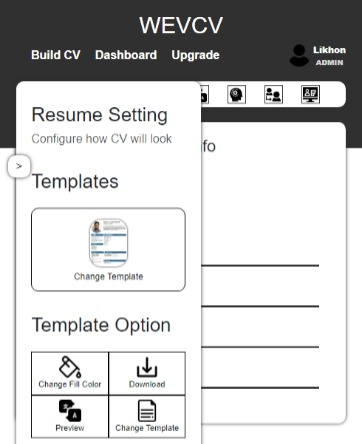 WEVCV
Build CV Dashboard Upgrade
Likhon
ADMIN
Resume Setting
Configure how CV will look
fo
>
Templates
Change Template
Template Option
Change Fill Color
Download
Preview
Change Template